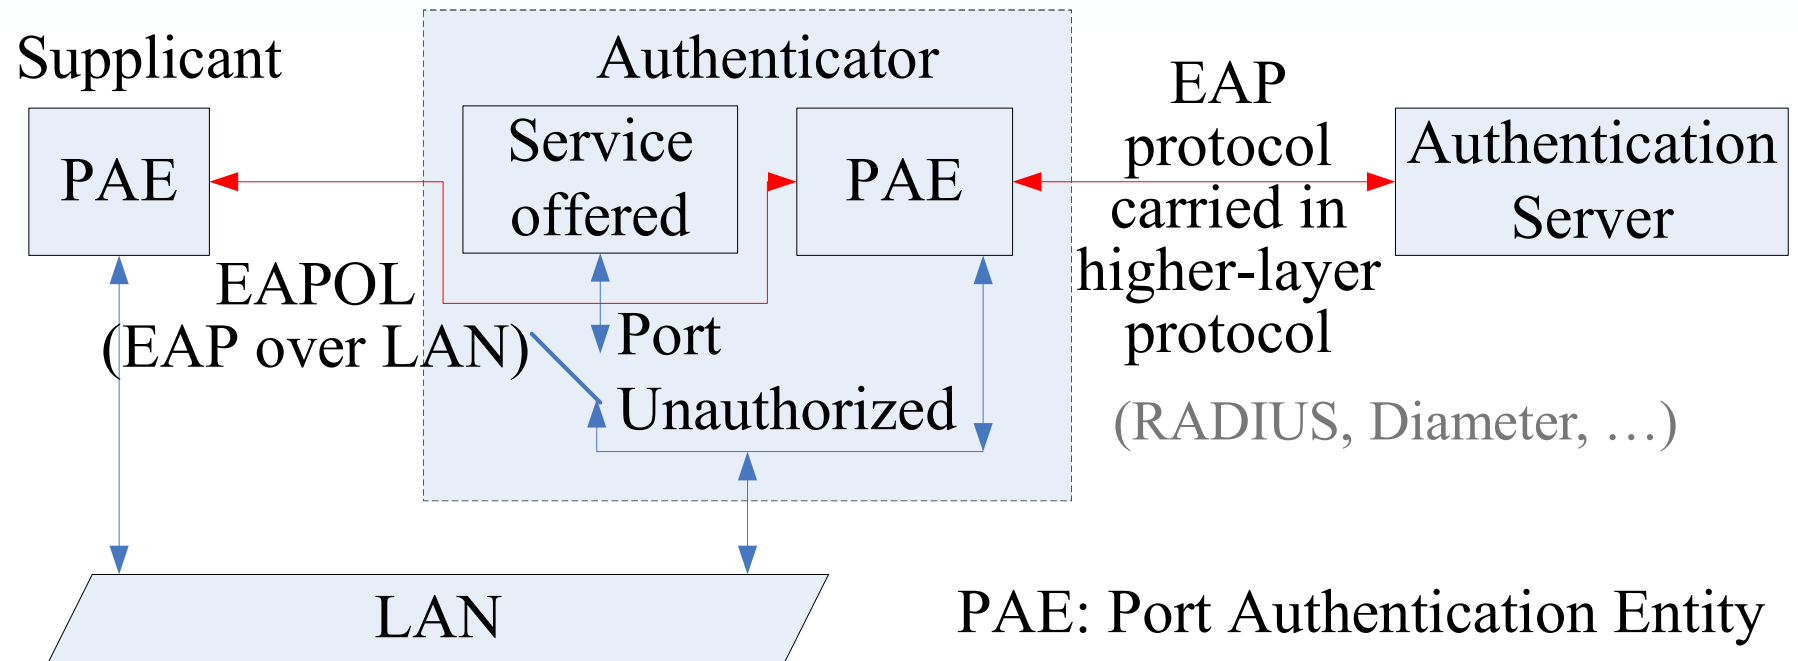 Supplicant
PAE
EAPOL
(EAP over LAN)
Authenticator
Service
offered
PAE
Port
Unauthorized
EAP
protocol
carried in
higher-layer
protocol
(RADIUS, Diameter, …)
Authentication
Server
LAN
PAE: Port Authentication Entity